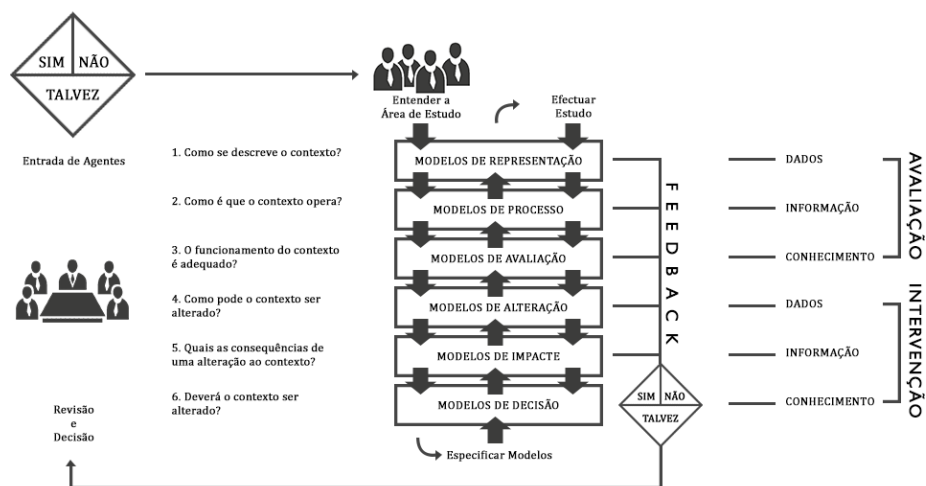 SIM NÃO
TALVEZ
Entrada de Agentes
Entender a
Área de Estudo
Efectuar
Estudo
1. Como se descreve o contexto?
MODELOS DE REPRESENTAÇÃO
DADOS
2. Como é que o contexto opera?
MODELOS DE PROCESSO
INFORMAÇÃO
3. O funcionamento do contexto
é adequado?
MODELOS DE AVALIAÇÃO
CONHECIMENTO
AVALIAÇÃO
4. Como pode o contexto ser
alterado?
MODELOS DE ALTERAÇÃO
DADOS
5. Quais as consequências de
uma alteração ao contexto?
MODELOS DE IMPACTE
INFORMAÇÃO
6. Deverá o contexto ser
alterado?
MODELOS DE DECISÃO
CONHECIMENTO
INTERVENÇÃO
FEEDBACK
SIM NÃO
TALVEZ
Especificar Modelos
Revisão
e
Decisão